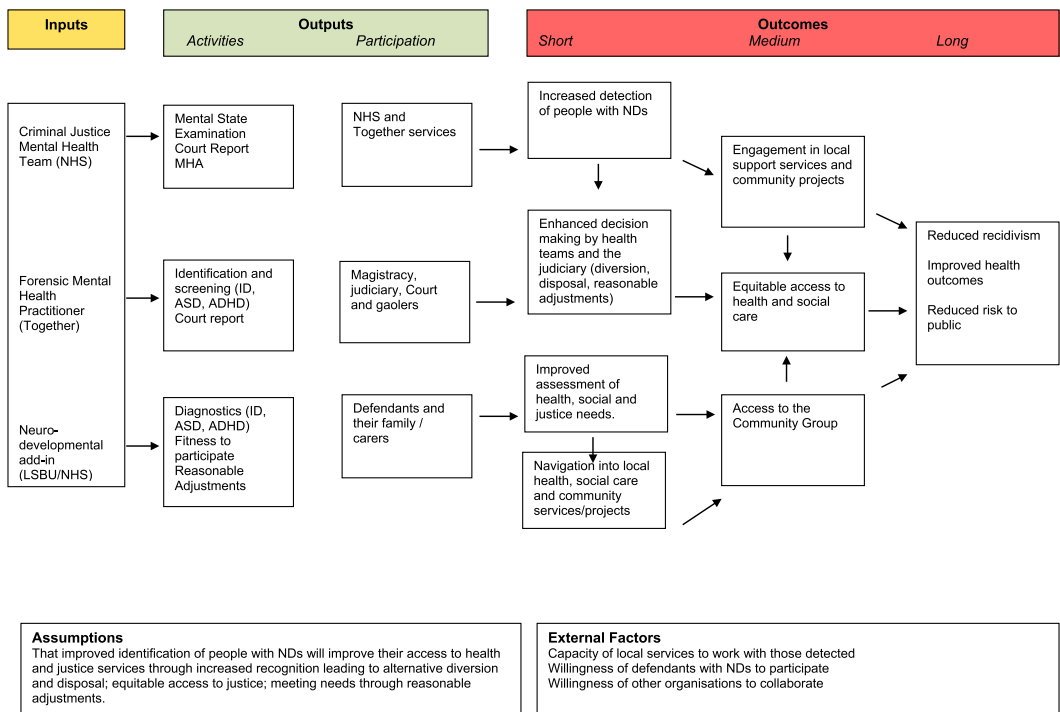 Inputs
Outputs
Activities Participation
Outcomes
Short Medium Long
Criminal Justice
Mental Health
Team (NHS)
Forensic Mental
Health
Practitioner
(Together)
Neuro-
developmental
add-in
(LSBU/NHS)
Mental State
Examination
Court Report
MHA
Identification and
screening (ID,
ASD, ADHD)
Court report
Diagnostics (ID,
ASD, ADHD)
Fitness to
participate
Reasonable
Adjustments
NHS and
Together services
Magistracy,
judiciary, Court
and gaolers
Defendants and
their family /
carers
Increased detection
of people with NDs
Enhanced decision
making by health
teams and the
judiciary (diversion,
disposal, reasonable
adjustments)
Improved
assessment of
health, social and
justice needs.
Navigation into local
health, social care
and community
services/projects
Engagement in local
support services and
community projects
Equitable access to
health and social
care
Access to the
Community Group
Reduced recidivism
Improved health
outcomes
Reduced risk to
public
Assumptions
That improved identification of people with NDs will improve their access to health
and justice services through increased recognition leading to alternative diversion
and disposal; equitable access to justice; meeting needs through reasonable
adjustments.
External Factors
Capacity of local services to work with those detected
Willingness of defendants with NDs to participate
Willingness of other organisations to collaborate